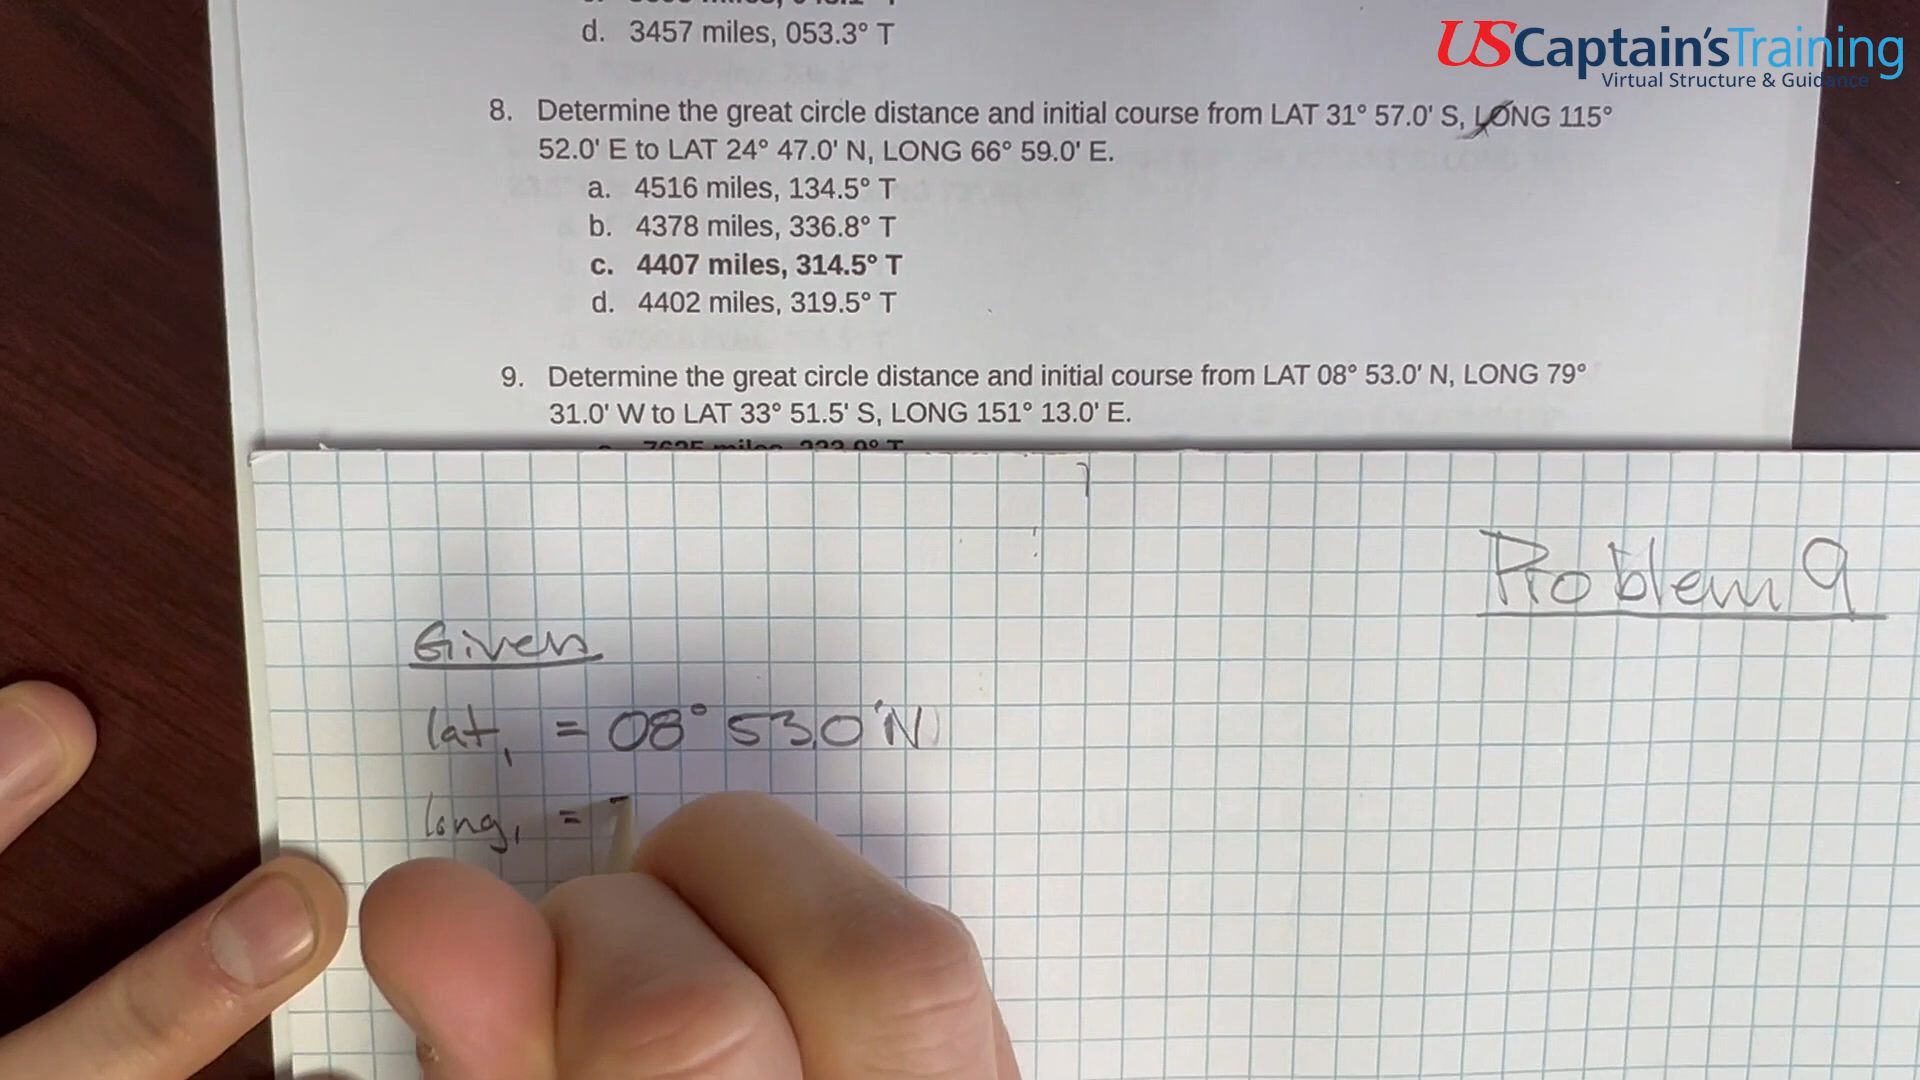 d. 3457 miles, 053.3° T
USCaptain'sTraining
Virtual Structure & Guidance
8. Determine the great circle distance and initial course from LAT 31° 57.0' S, LONG 115°
52.0' E to LAT 24° 47.0' N, LONG 66° 59.0' E.
a. 4516 miles, 134.5° T
b. 4378 miles, 336.8° T
c. 4407 miles, 314.5° T
d. 4402 miles, 319.5° T
9. Determine the great circle distance and initial course from LAT 08° 53.0' N, LONG 79°
31.0' W to LAT 33° 51.5' S, LONG 151° 13.0' E.
Problem 9
Givens
lat₁ = 08° 53.0' N
long₁ =